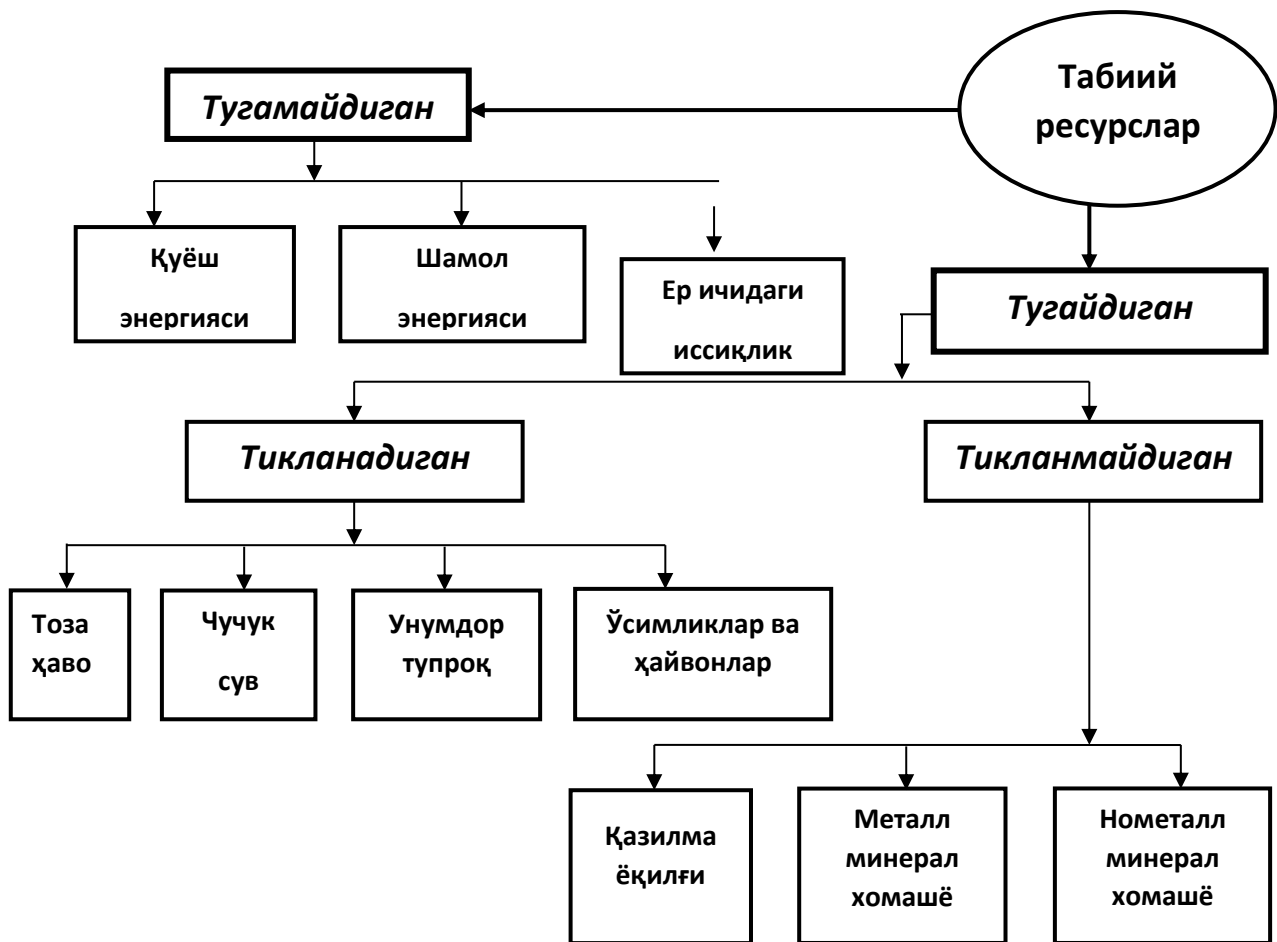 Табиий
ресурслар
Тугамайдиган
Қуёш
энергияси
Шамол
энергияси
Ер ичидаги
иссиқлик
Тугайдиган
Тикланадиган
Тикланмайдиган
Тоза
ҳаво
Чучук
сув
Унумдор
тупроқ
Ўсимликлар ва
ҳайвонлар
Қазилма
ёқилғи
Металл
минерал
хомашё
Нометалл
минерал
хомашё